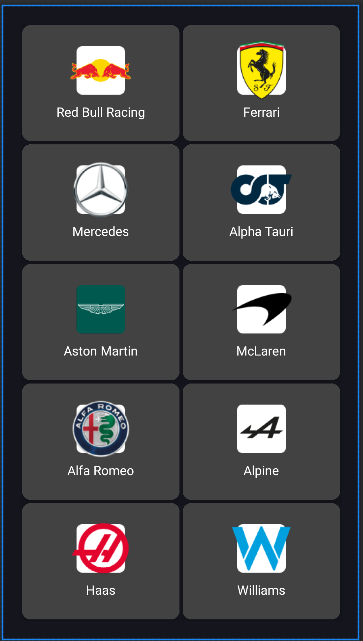 Red Bull Racing
Ferrari
S F
Mercedes
Alpha Tauri
Aston Martin
McLaren
ALFA ROMEO
Alfa Romeo
Alpine
Haas
Williams